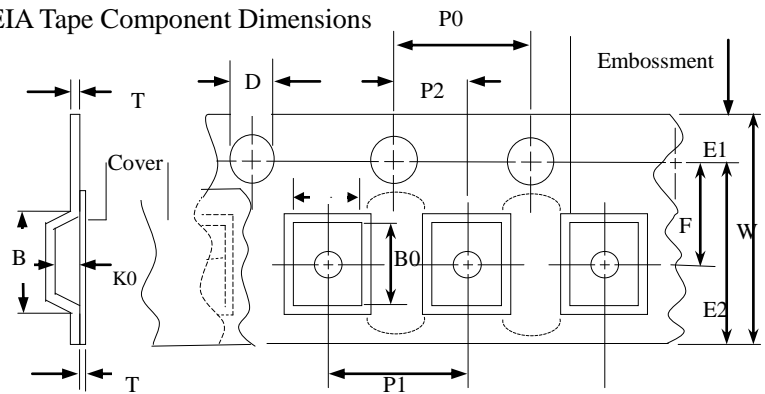 EIA Tape Component Dimensions
P0
Embossment
D
P2
T
E1
Cover
F
W
B
B0
K0
E2
P1
T